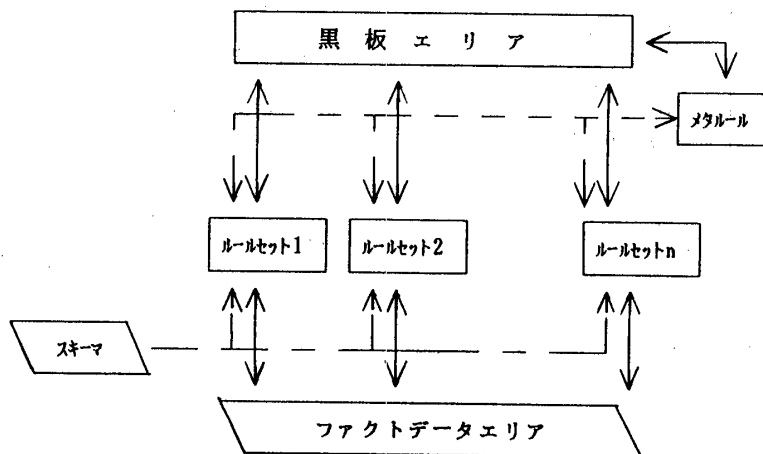 黒板エリア
メタルール
ルールセット1
ルールセット2
ルールセットn
スキーマ
ファクトデータエリア